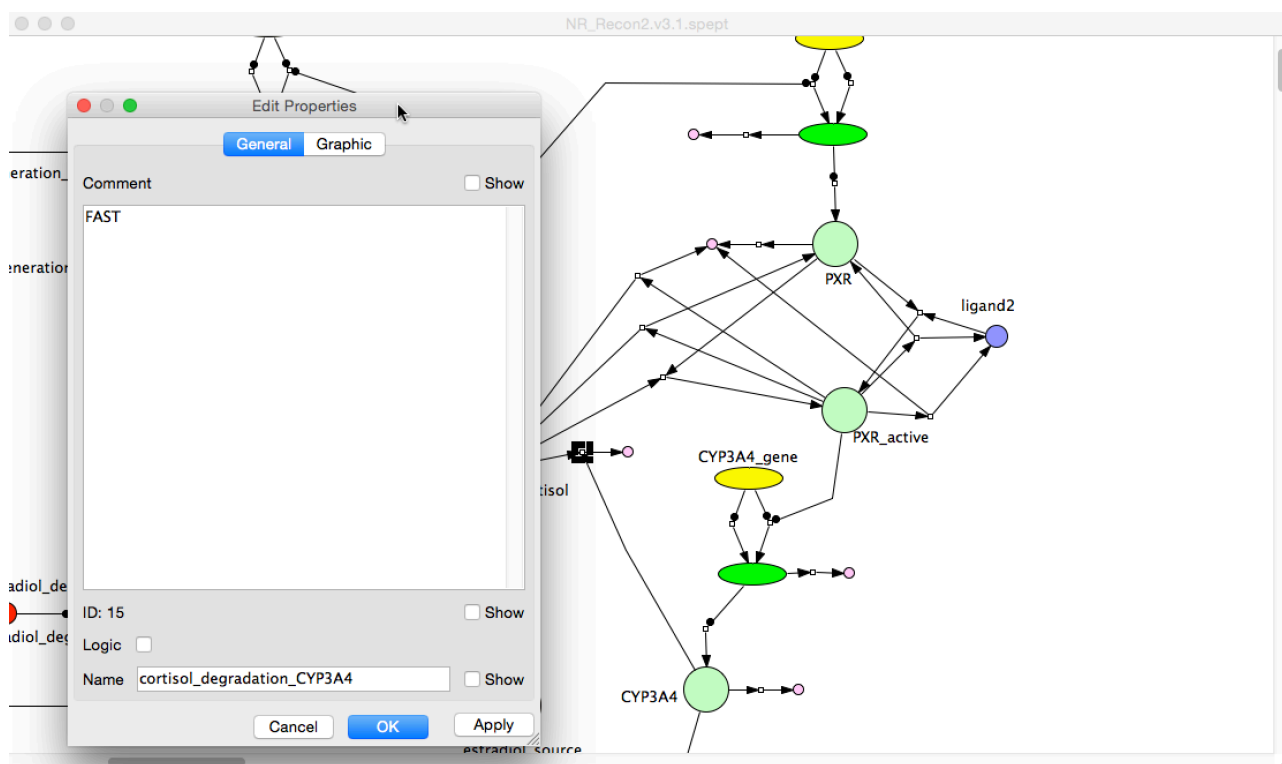 NR_Recon2.v3.1.spept
Edit Properties
General Graphic
Comment
Show
FAST
ID: 15
Show
Logic
Name
cortisol_degradation_CYP3A4
Show
Cancel
OK
Apply
eration_
eneration
adiol_de
adiol_deg
tisol
estradiol_source
PXR
ligand2
PXR_active
CYP3A4_gene
CYP3A4